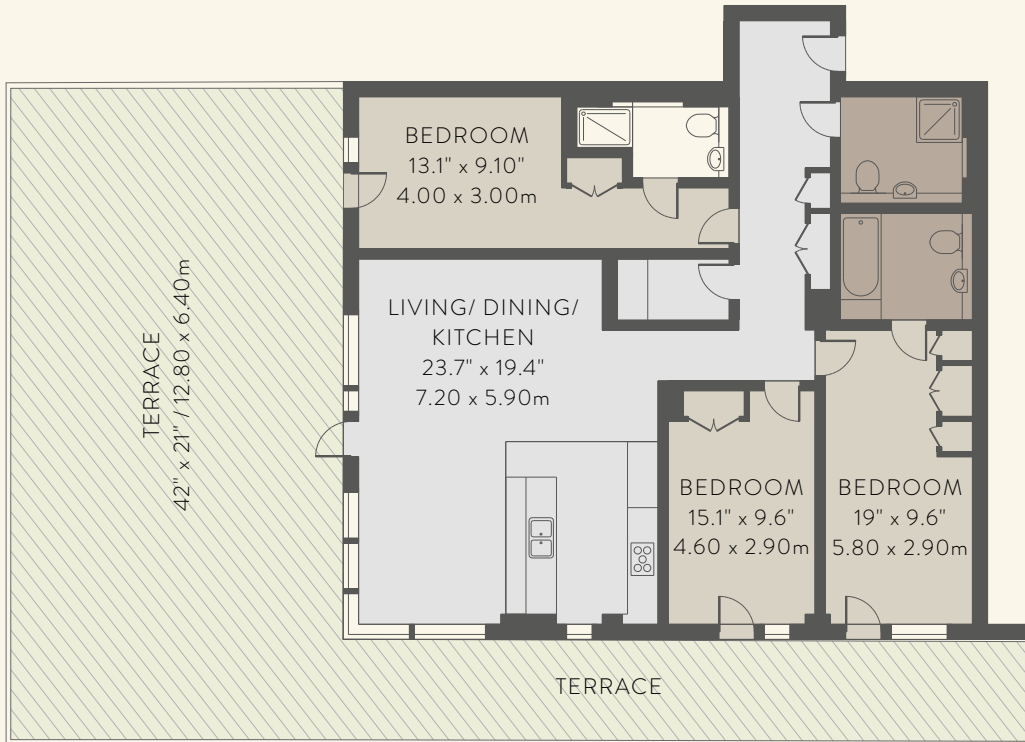 BEDROOM
13.1" x 9.10"
4.00 x 3.00m
TERRACE
42" x 21" / 12.80 x 6.40m
LIVING/ DINING/
KITCHEN
23.7" x 19.4"
7.20 x 5.90m
BEDROOM
15.1" x 9.6"
4.60 x 2.90m
BEDROOM
19" x 9.6"
5.80 x 2.90m
TERRACE